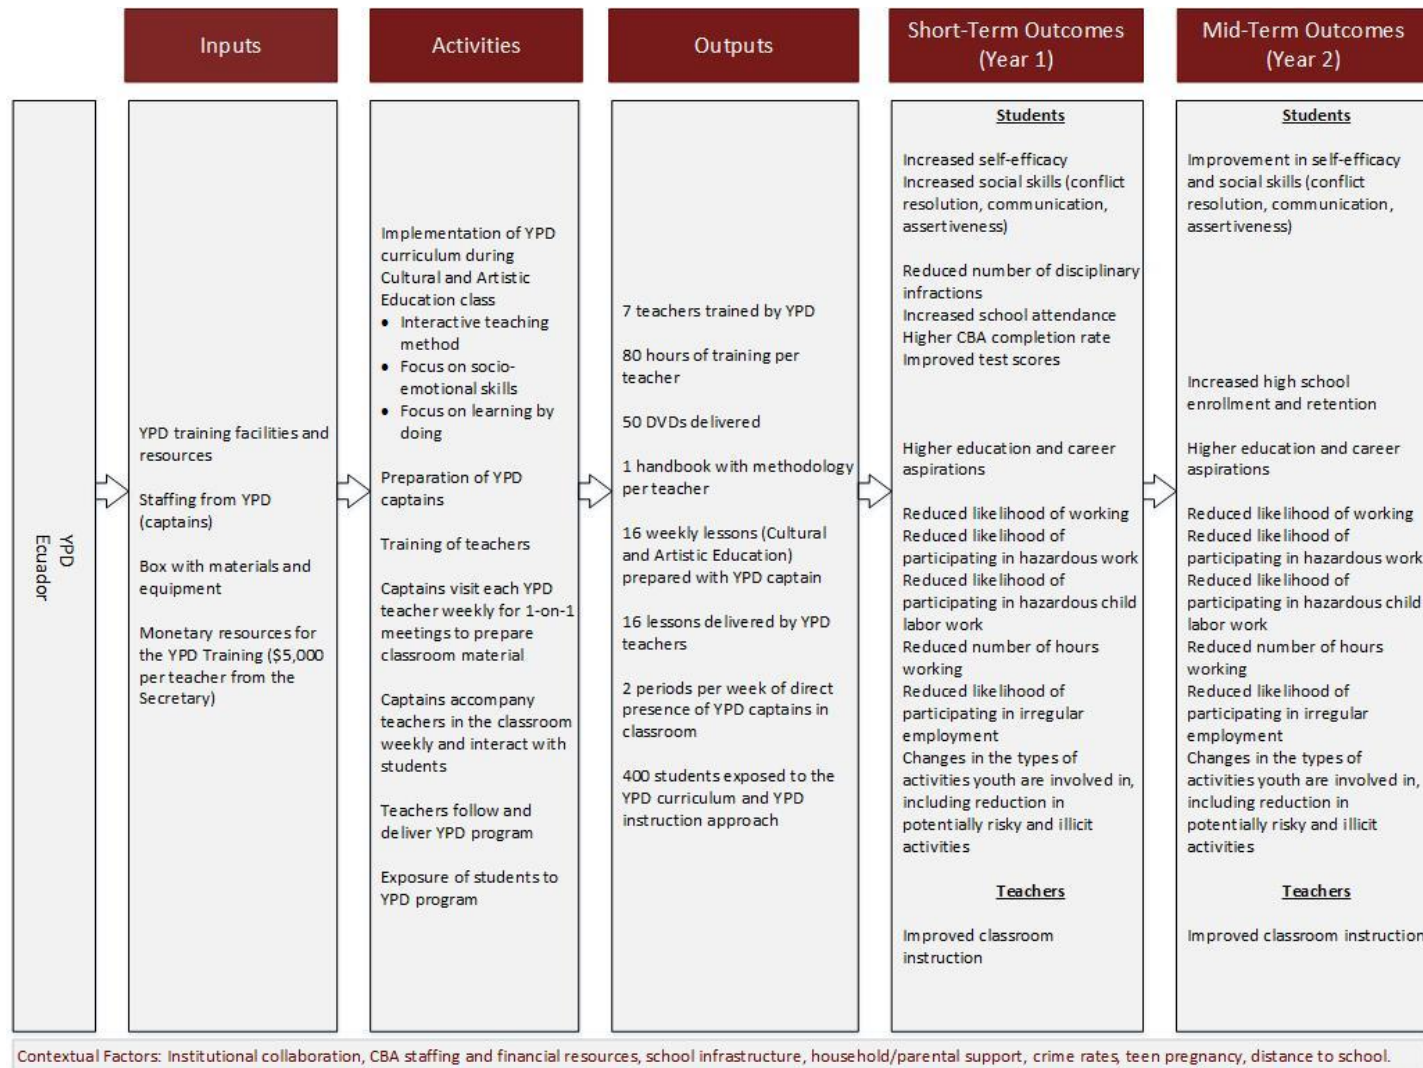 Inputs
Activities
Outputs
Short-Term Outcomes
(Year 1)
Mid-Term Outcomes
(Year 2)
YPD
Ecuador
YPD training facilities and
resources
Staffing from YPD
(captains)
Box with materials and
equipment
Monetary resources for
the YPD Training ($5,000
per teacher from the
Secretary)
Implementation of YPD
curriculum during
Cultural and Artistic
Education class
• Interactive teaching
method
• Focus on socio-
emotional skills
• Focus on learning by
doing
Preparation of YPD
captains
Training of teachers
Captains visit each YPD
teacher weekly for 1-on-1
meetings to prepare
classroom material
Captains accompany
teachers in the classroom
weekly and interact with
students
Teachers follow and
deliver YPD program
Exposure of students to
YPD program
7 teachers trained by YPD
80 hours of training per
teacher
50 DVDs delivered
1 handbook with methodology
per teacher
16 weekly lessons (Cultural
and Artistic Education)
prepared with YPD captain
16 lessons delivered by YPD
teachers
2 periods per week of direct
presence of YPD captains in
classroom
400 students exposed to the
YPD curriculum and YPD
instruction approach
Students
Increased self-efficacy
Increased social skills (conflict
resolution, communication,
assertiveness)
Reduced number of disciplinary
infractions
Increased school attendance
Higher CBA completion rate
Improved test scores
Higher education and career
aspirations
Reduced likelihood of working
Reduced likelihood of
participating in hazardous work
Reduced likelihood of
participating in hazardous child
labor work
Reduced number of hours
working
Reduced likelihood of
participating in irregular
employment
Changes in the types of
activities youth are involved in,
including reduction in
potentially risky and illicit
activities
Teachers
Improved classroom
instruction
Students
Improvement in self-efficacy
and social skills (conflict
resolution, communication,
assertiveness)
Increased high school
enrollment and retention
Higher education and career
aspirations
Reduced likelihood of working
Reduced likelihood of
participating in hazardous work
Reduced likelihood of
participating in hazardous child
labor work
Reduced number of hours
working
Reduced likelihood of
participating in irregular
employment
Changes in the types of
activities youth are involved in,
including reduction in
potentially risky and illicit
activities
Teachers
Improved classroom instruction
Contextual Factors: Institutional collaboration, CBA staffing and financial resources, school infrastructure, household/parental support, crime rates, teen pregnancy, distance to school.